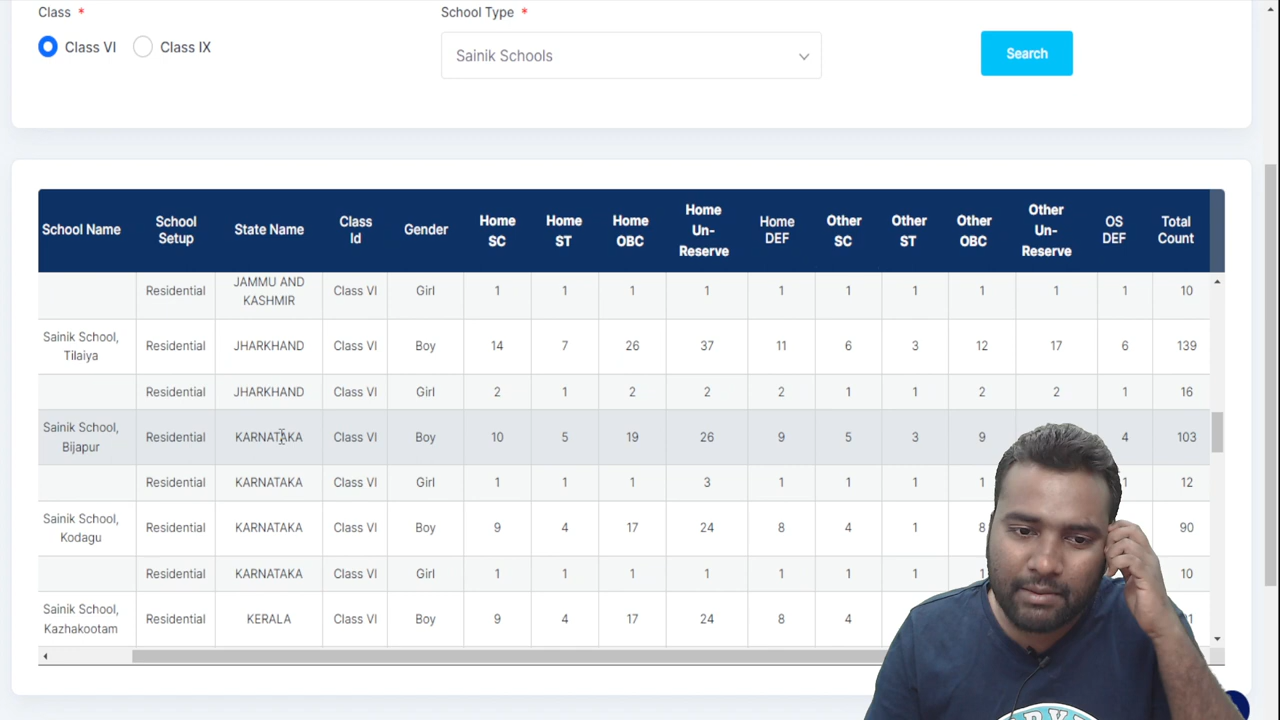 Class *
School Type *
Class VI
Class IX
Sainik Schools
Search
School Name School Setup State Name Class Id Gender Home SC Home ST Home OBC Home Un-Reserve Home DEF Other SC Other ST Other OBC Other Un-Reserve OS DEF Total Count
Residential JAMMU AND KASHMIR Class VI Girl 1 1 1 1 1 1 1 1 1 1 10
Sainik School, Tilaiya Residential JHARKHAND Class VI Boy 14 7 26 37 11 6 3 12 17 6 139
Residential JHARKHAND Class VI Girl 2 1 2 2 2 1 1 2 2 1 16
Sainik School, Bijapur Residential KARNATAKA Class VI Boy 10 5 19 26 9 5 3 9 4 103
Residential KARNATAKA Class VI Girl 1 1 1 3 1 1 1 1 1 12
Sainik School, Kodagu Residential KARNATAKA Class VI Boy 9 4 17 24 8 4 1 8 90
Residential KARNATAKA Class VI Girl 1 1 1 1 1 1 1 1 10
Sainik School, Kazhakootam Residential KERALA Class VI Boy 9 4 17 24 8 4